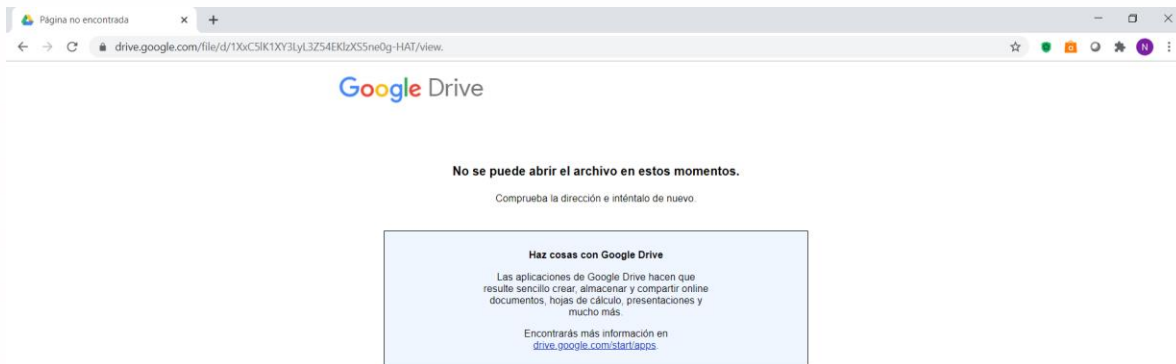 Página no encontrada
drive.google.com/file/d/1XxC5lK1XY3LyL3Z54EKlzXS5ne0g-HAT/view.
N
Google Drive
No se puede abrir el archivo en estos momentos.
Comprueba la dirección e inténtalo de nuevo.
Haz cosas con Google Drive
Las aplicaciones de Google Drive hacen que
resulte sencillo crear, almacenar y compartir online
documentos, hojas de cálculo, presentaciones y
mucho más.
Encontrarás más información en
drive.google.com/start/apps.